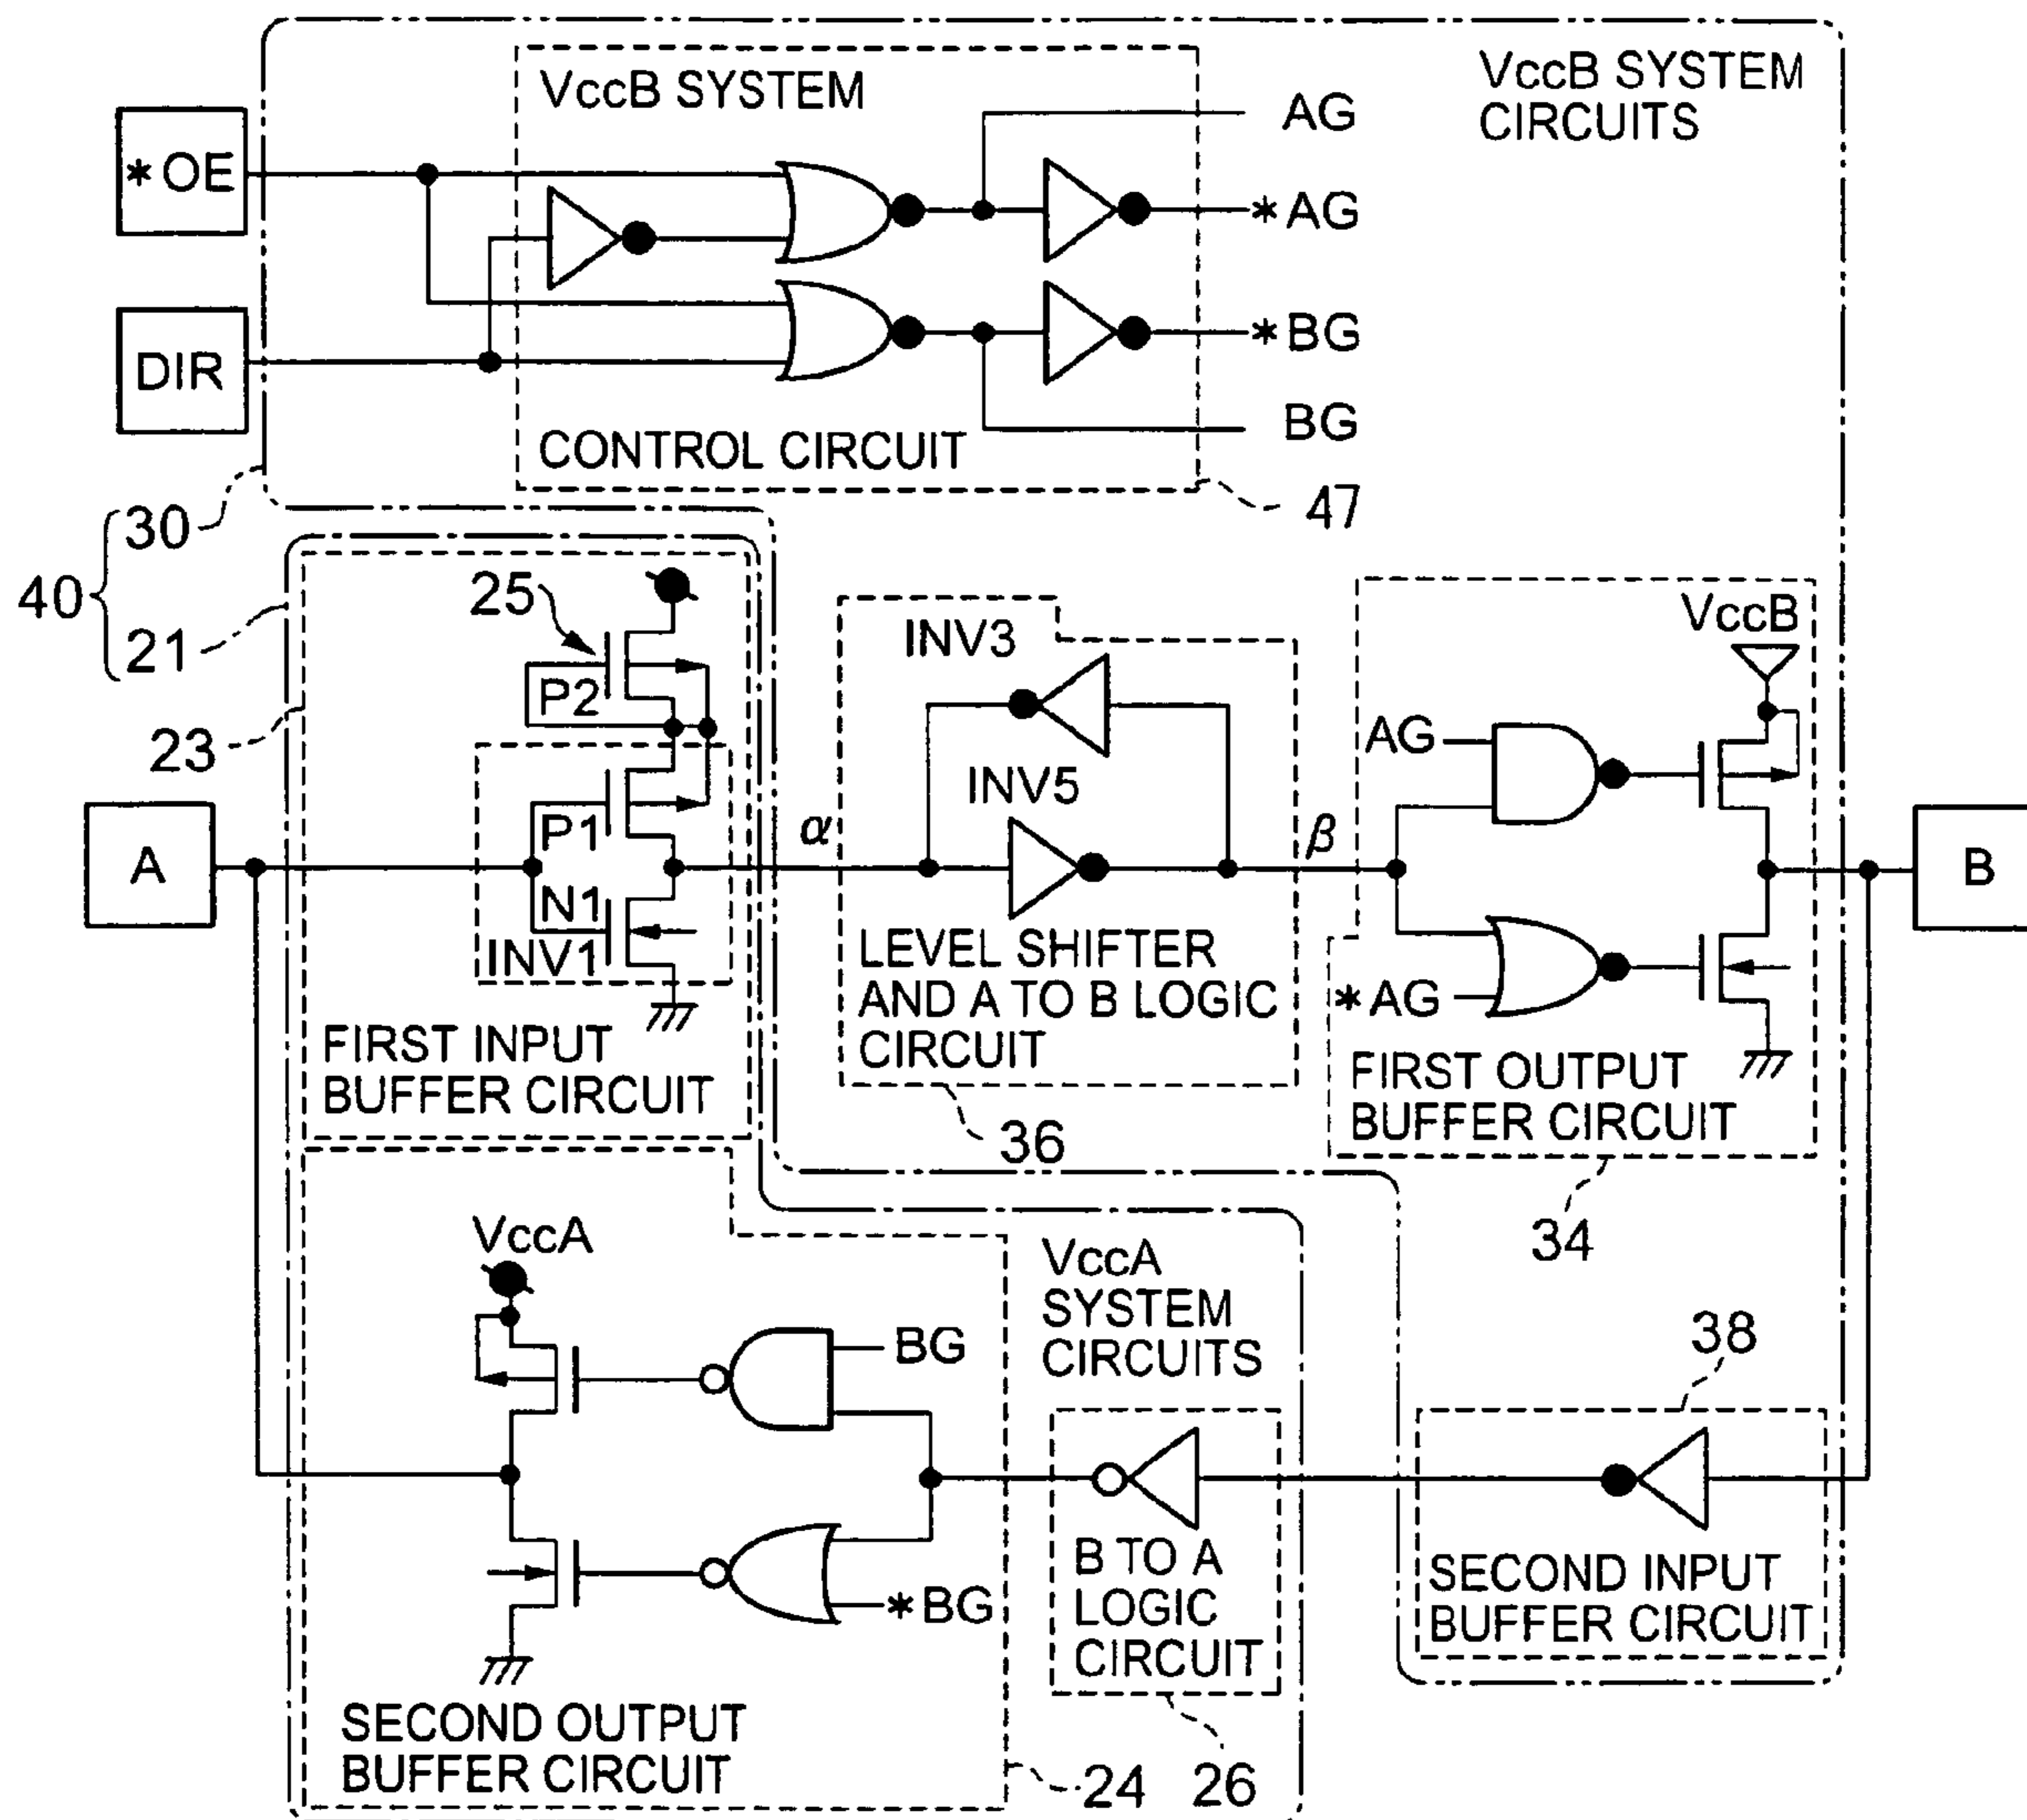 VccB SYSTEM
VccB SYSTEM
CIRCUITS
*OE
AG
*AG
DIR
*BG
BG
CONTROL CIRCUIT
47
40
30
21
23
25
P2
P1
N1
INV1
A
FIRST INPUT
BUFFER CIRCUIT
α
INV3
INV5
β
LEVEL SHIFTER
AND A TO B LOGIC
CIRCUIT
36
VccB
AG
*AG
B
FIRST OUTPUT
BUFFER CIRCUIT
34
VccA
BG
*BG
SECOND OUTPUT
BUFFER CIRCUIT
24
VccA
SYSTEM
CIRCUITS
B TO A
LOGIC
CIRCUIT
26
38
SECOND INPUT
BUFFER CIRCUIT